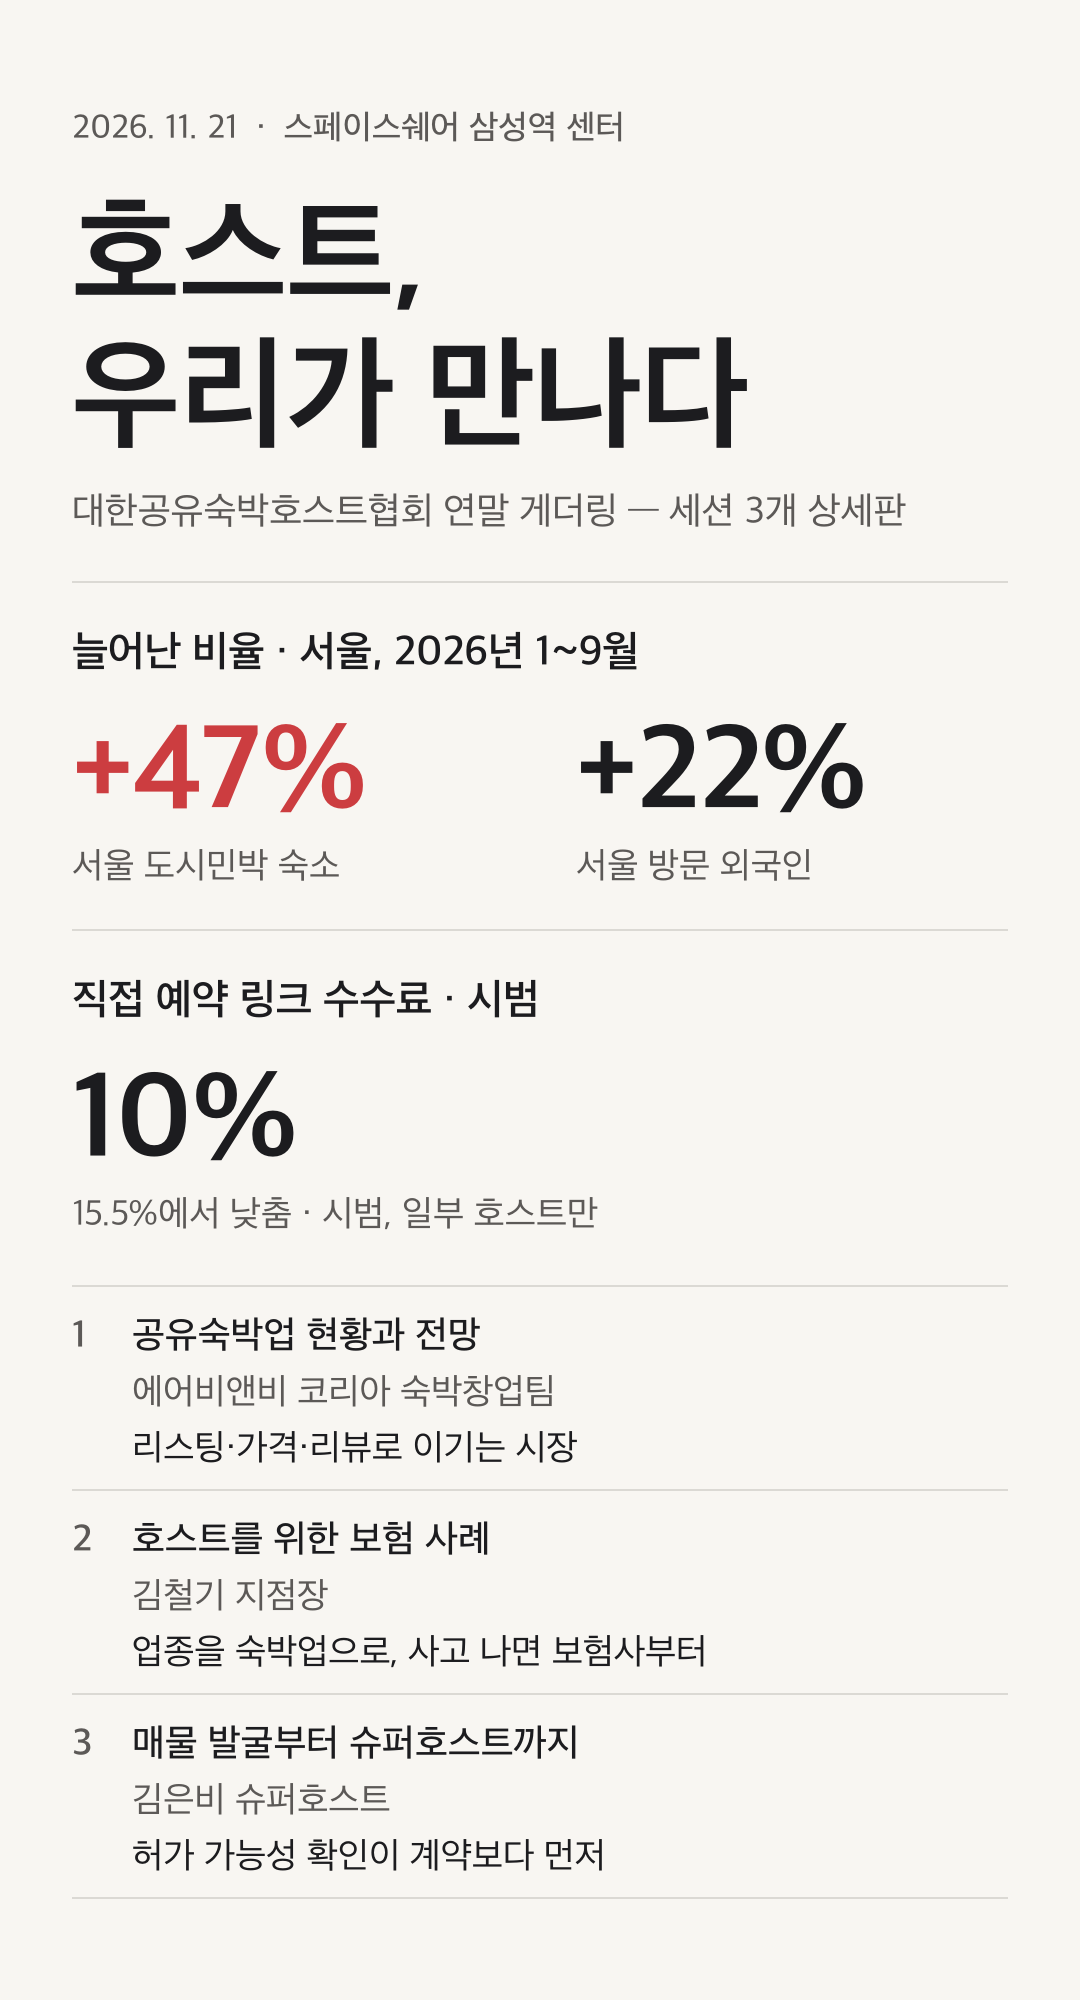 2026. 11. 21 · 스페이스쉐어 삼성역 센터
호스트,
우리가 만나다
대한공유숙박호스트협회 연말 게더링 — 세션 3개 상세판
늘어난 비율 · 서울, 2026년 1~9월
+47% +22%
서울 도시민박 숙소 서울 방문 외국인
직접 예약 링크 수수료 · 시범
10%
15.5%에서 낮춤 · 시범, 일부 호스트만
1 공유숙박업 현황과 전망
에어비앤비 코리아 숙박창업팀
리스팅·가격·리뷰로 이기는 시장
2 호스트를 위한 보험 사례
김철기 지점장
업종을 숙박업으로, 사고 나면 보험사부터
3 매물 발굴부터 슈퍼호스트까지
김은비 슈퍼호스트
허가 가능성 확인이 계약보다 먼저